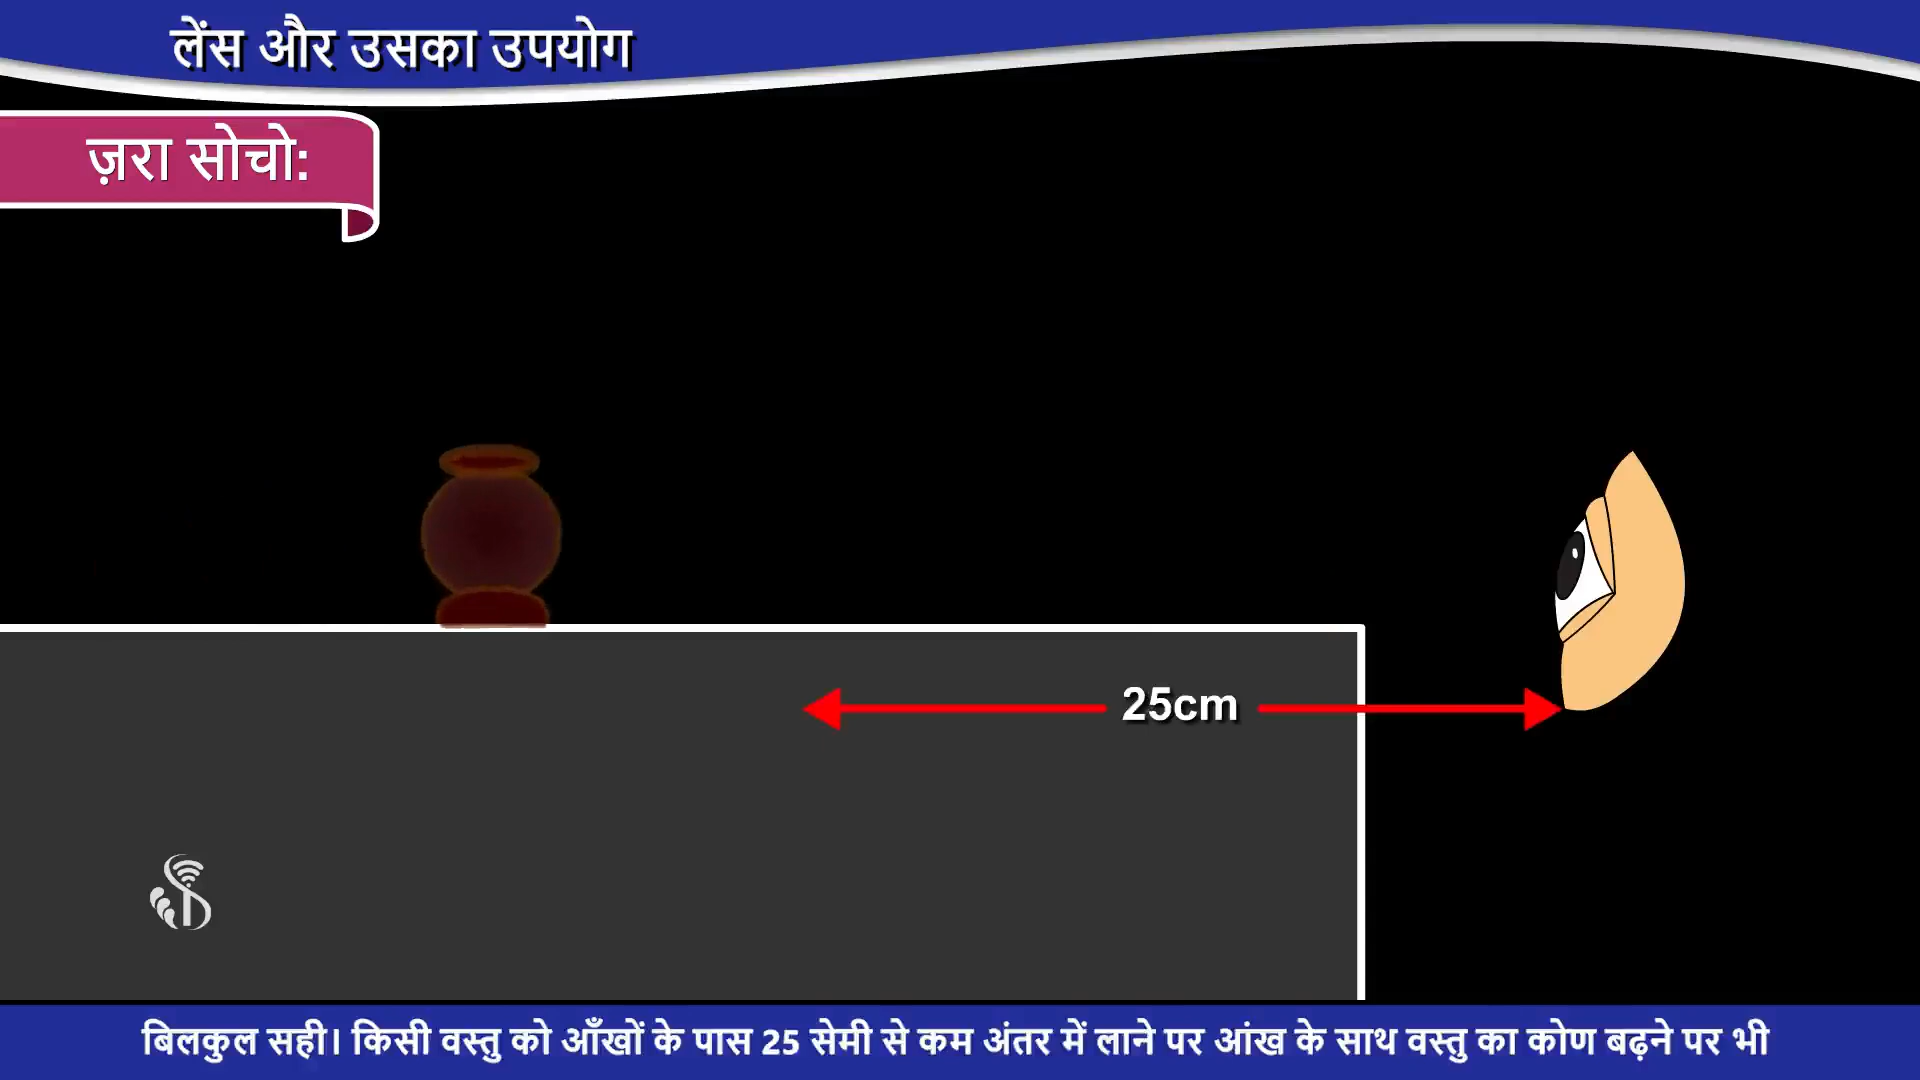 लेंस और उसका उपयोग
ज़रा सोचो:
25cm
बिलकुल सही। किसी वस्तु को आँखों के पास 25 सेमी से कम अंतर में लाने पर आंख के साथ वस्तु का कोण बढ़ने पर भी